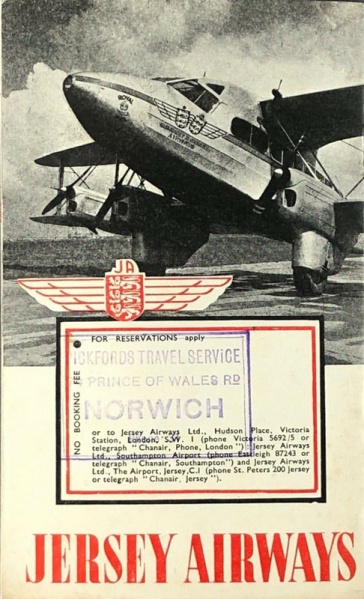 ROYAL
MAIL
JA
FOR RESERVATIONS apply
NO BOOKING FEE
PICKFORDS TRAVEL SERVICE
PRINCE OF WALES RD
NORWICH
or to Jersey Airways Ltd., Hudson Place, Victoria
Station, London, S.W. 1 (phone Victoria 5692/5 or
telegraph "Chanair, Phone, London"): Jersey Airways
Ltd., Southampton Airport (phone Eastleigh 87243 or
telegraph "Chanair, Southampton") and Jersey Airways
Ltd., The Airport, Jersey,C.I (phone St. Peters 200 Jersey
or telegraph "Chanair, Jersey").
JERSEY AIRWAYS